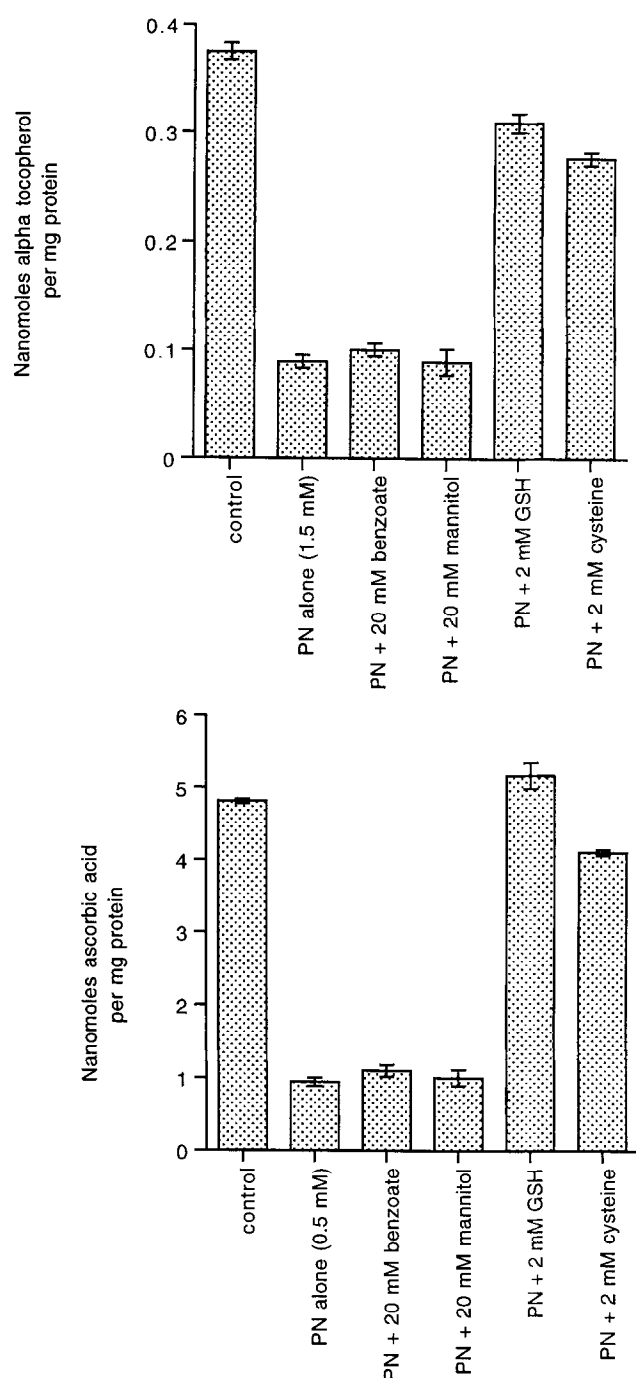 Nanomoles alpha tocopherol
per mg protein
0.4
0.3
0.2
0.1
0
control
PN alone (1.5 mM)
PN + 20 mM benzoate
PN + 20 mM mannitol
PN + 2 mM GSH
PN + 2 mM cysteine
Nanomoles ascorbic acid
per mg protein
6
5
4
3
2
1
0
control
PN alone (0.5 mM)
PN + 20 mM benzoate
PN + 20 mM mannitol
PN + 2 mM GSH
PN + 2 mM cysteine